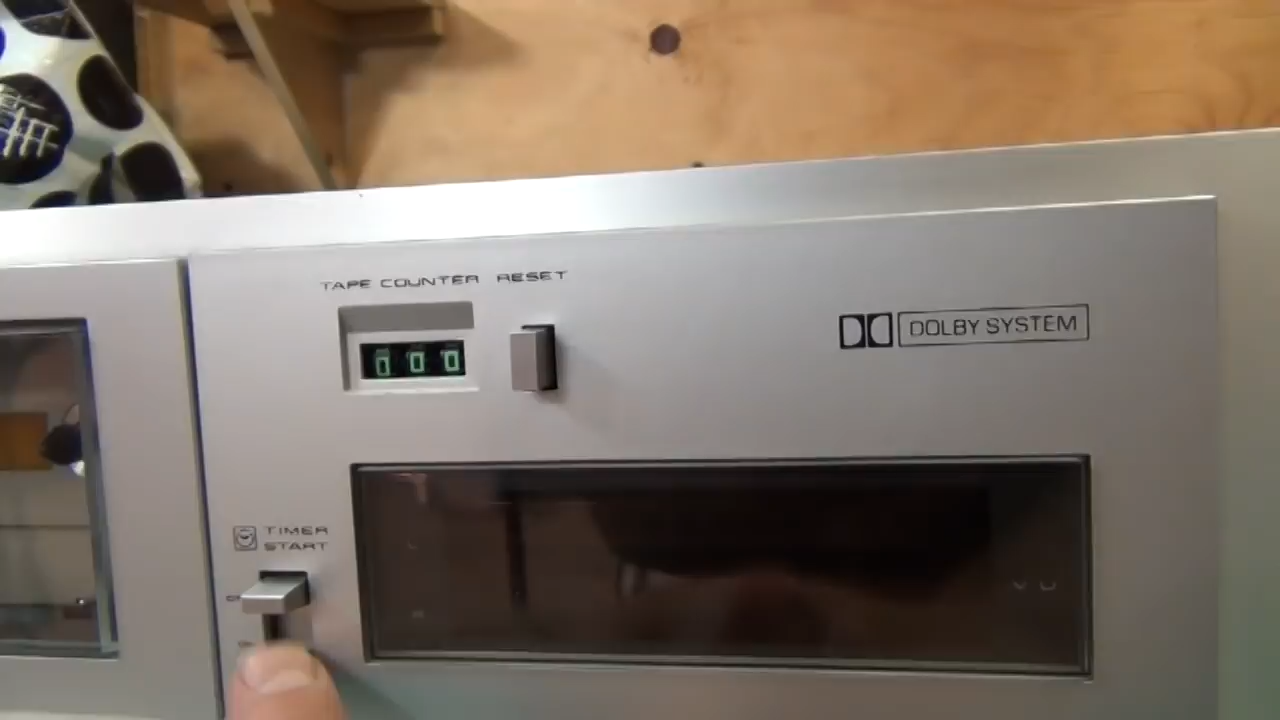 TAPE COUNTER RESET
000
DOLBY SYSTEM
TIMER
START